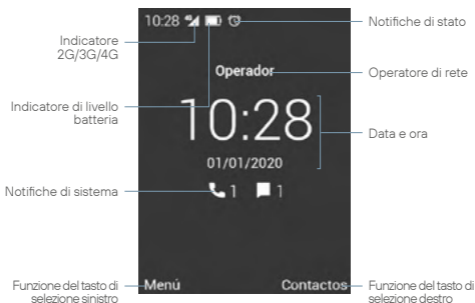 10:28
Notifiche di stato
Indicatore
2G/3G/4G
Operador
Operatore di rete
Indicatore di livello
batteria
10:28
Data e ora
01/01/2020
Notifiche di sistema
1 1
Funzione del tasto di
selezione sinistro
Menú
Contactos
Funzione del tasto di
selezione destro